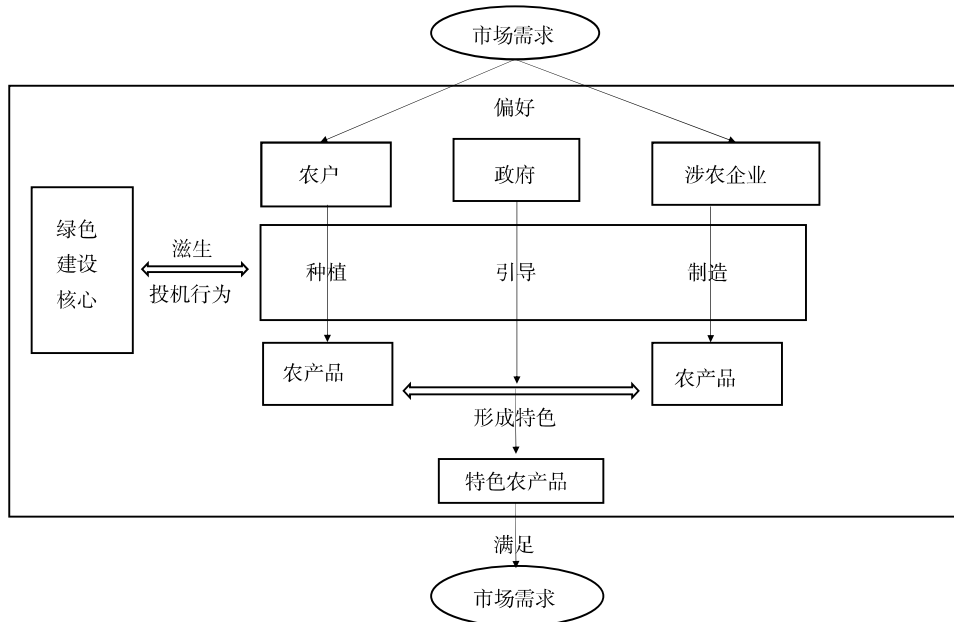 市场需求
偏好
农户
政府
涉农企业
绿色
建设
核心
滋生
投机行为
种植
引导
制造
农产品
农产品
形成特色
特色农产品
满足
市场需求